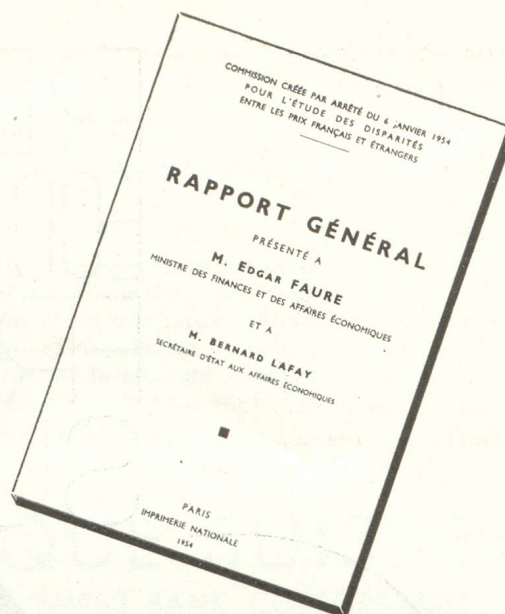 COMMISSION CRÉÉE PAR ARRÊTÉ DU 6 JANVIER 1954
POUR L'ÉTUDE DES DISPARITÉS
ENTRE LES PRIX FRANÇAIS ET ÉTRANGERS
RAPPORT GÉNÉRAL
PRÉSENTÉ A
M. EDGAR FAURE
MINISTRE DES FINANCES ET DES AFFAIRES ÉCONOMIQUES
ET A
M. BERNARD LAFAY
SECRÉTAIRE D'ÉTAT AUX AFFAIRES ÉCONOMIQUES
PARIS
IMPRIMERIE NATIONALE
1954